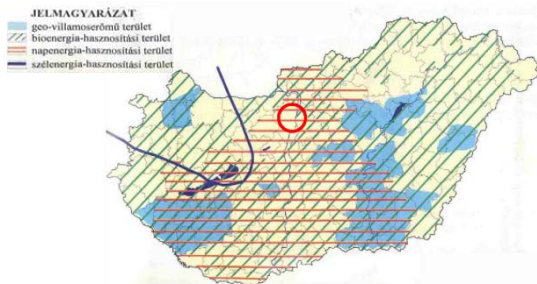 JELMAGYARÁZAT
geo-villamoserőmű terület
bioenergia-hasznosítási terület
napenergia-hasznosítási terület
szélenergia-hasznosítási terület